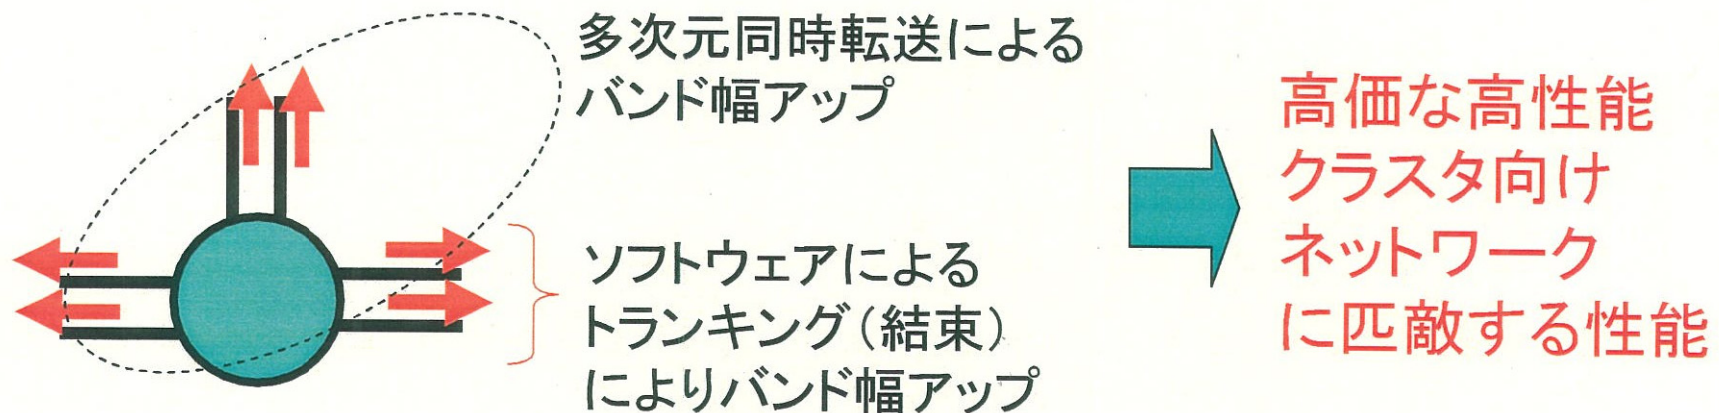 多次元同時転送による
バンド幅アップ
ソフトウェアによる
トランキング（結束）
によりバンド幅アップ
高価な高性能
クラスタ向け
ネットワーク
に匹敵する性能